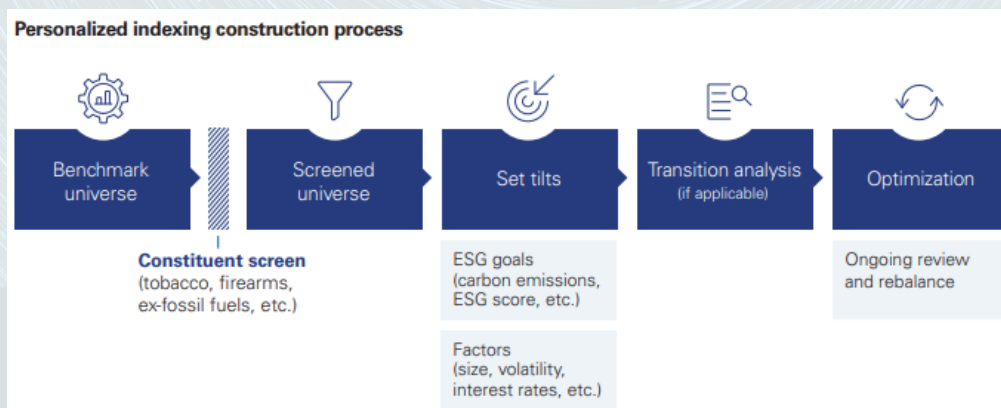 Personalized indexing construction process
Benchmark
universe
Screened
universe
Set tilts
Transition analysis
(if applicable)
Optimization
Constituent screen
(tobacco, firearms,
ex-fossil fuels, etc.)
ESG goals
(carbon emissions,
ESG score, etc.)
Factors
(size, volatility,
interest rates, etc.)
Ongoing review
and rebalance